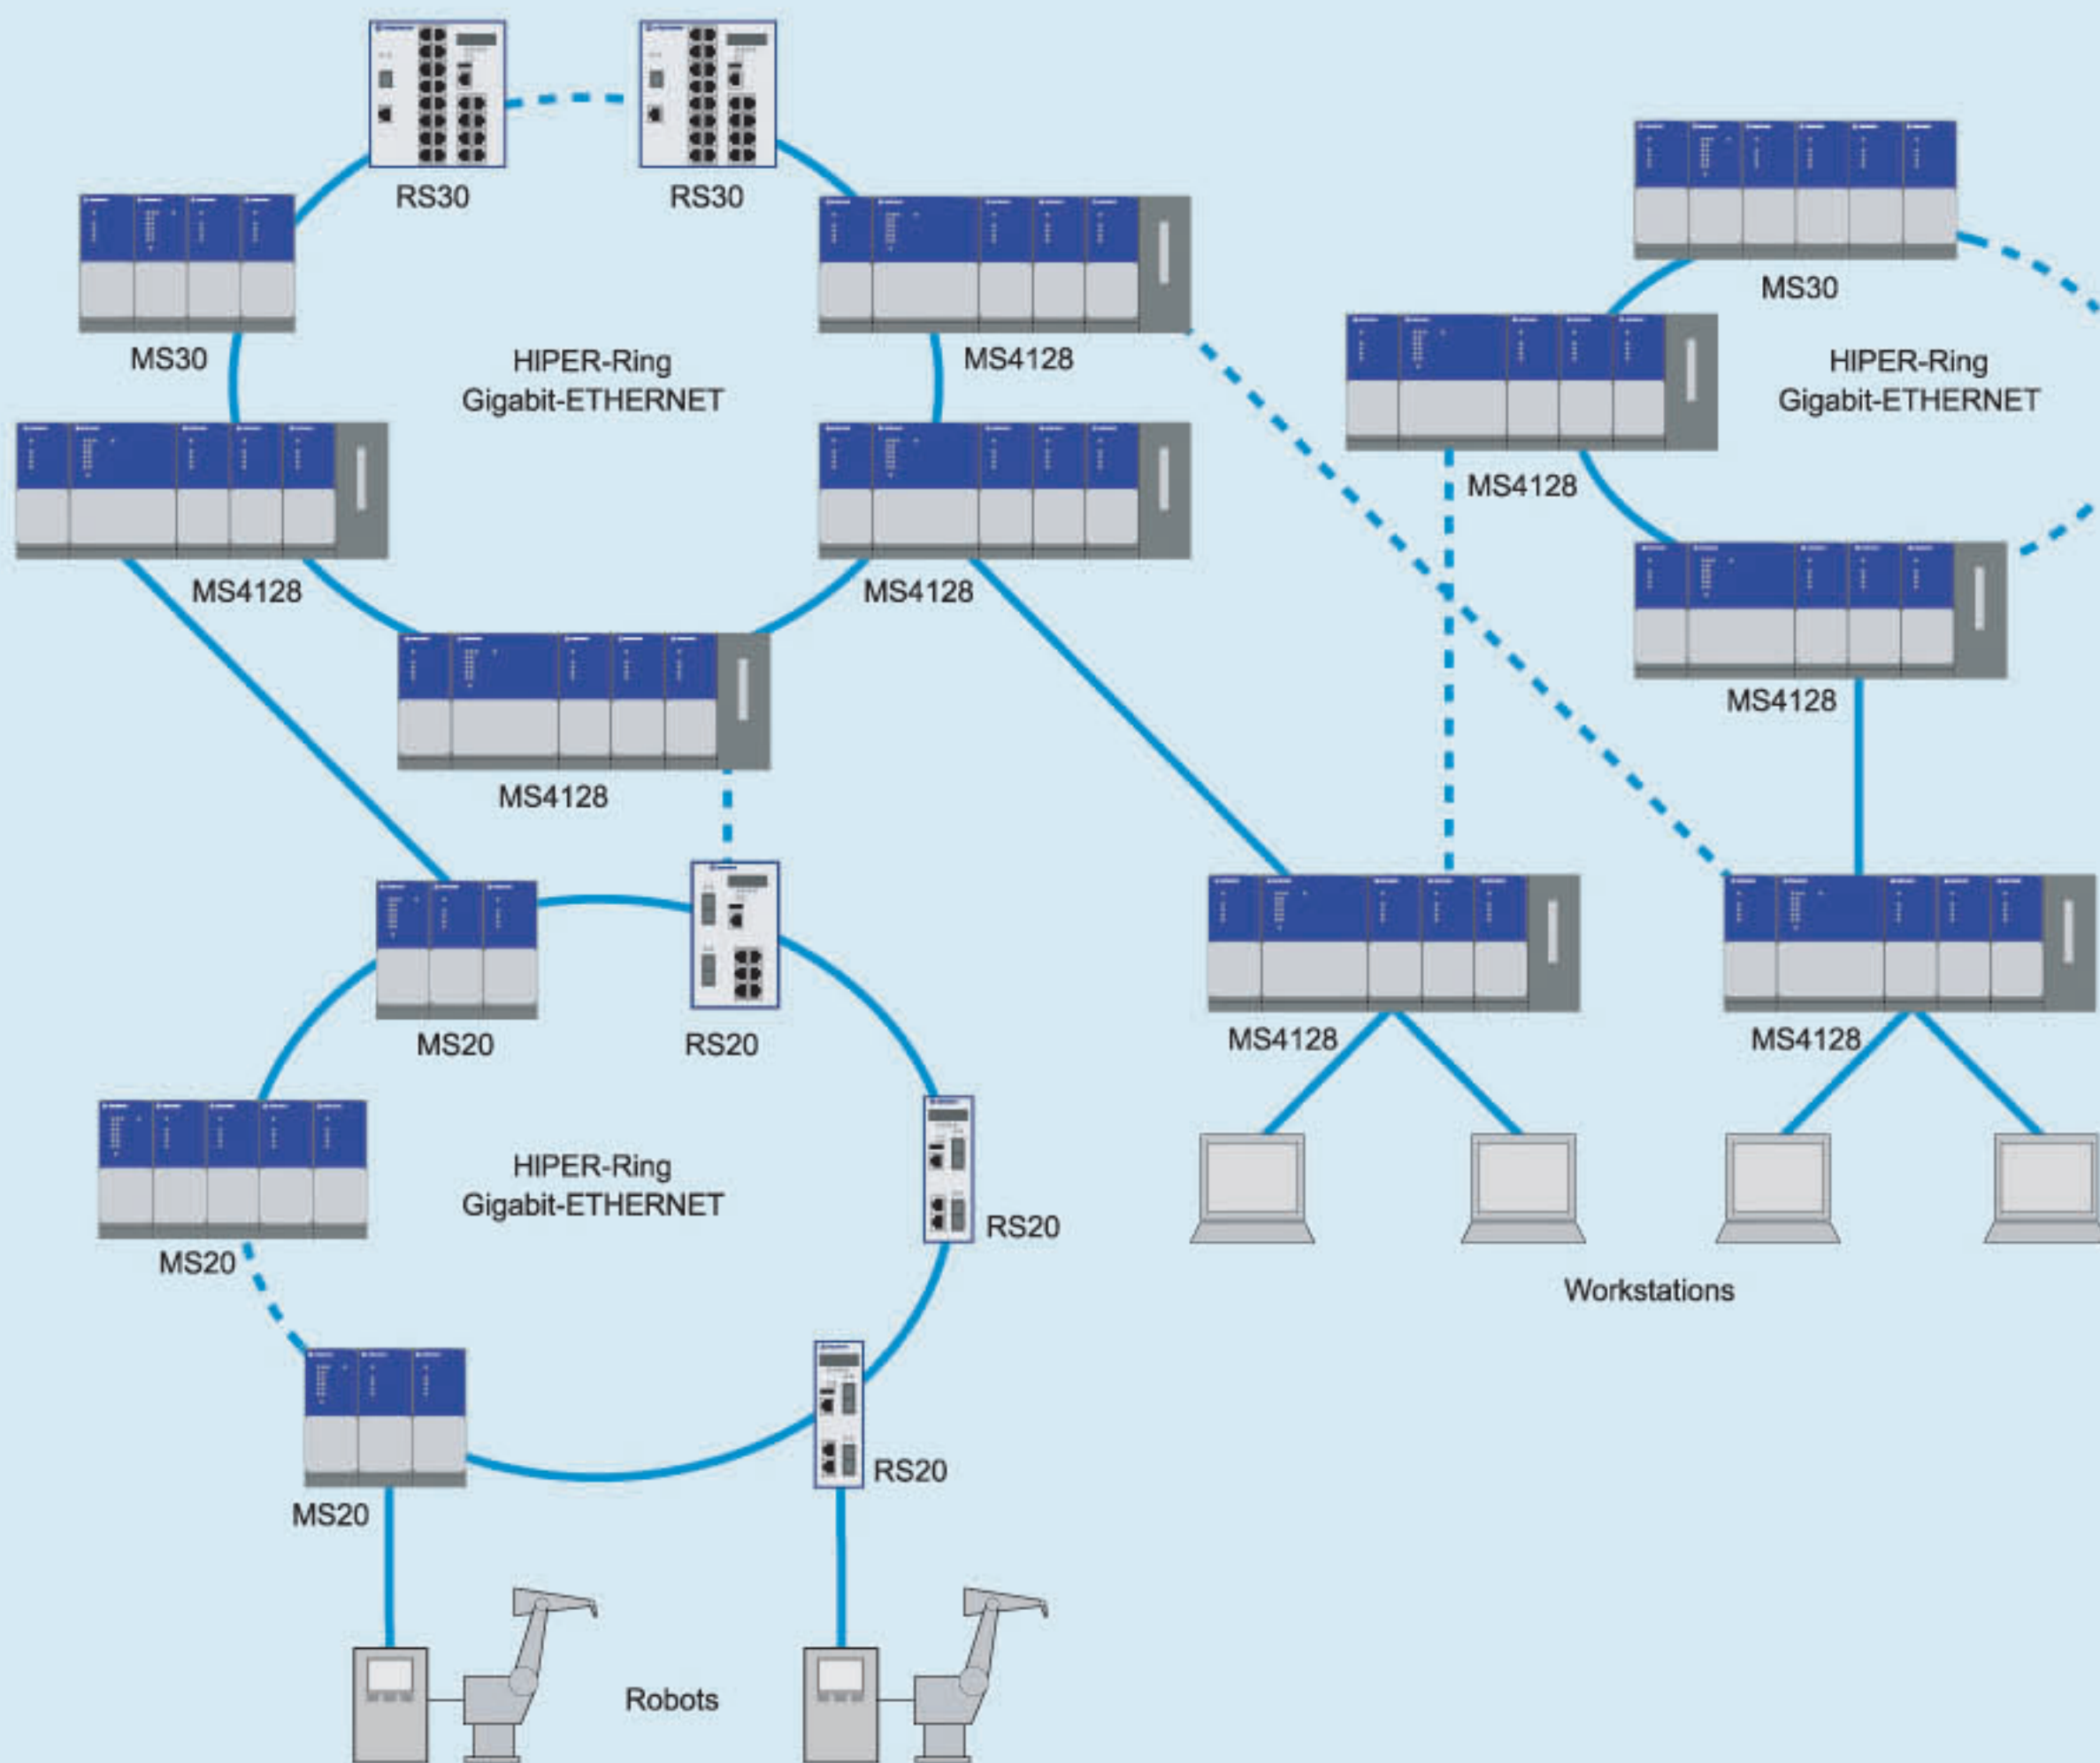 RS30
RS30
MS30
MS30
HIPER-Ring
Gigabit-ETHERNET
MS4128
HIPER-Ring
Gigabit-ETHERNET
MS4128
MS4128
MS4128
MS4128
MS4128
MS20
RS20
MS4128
MS4128
HIPER-Ring
Gigabit-ETHERNET
RS20
MS20
Workstations
RS20
MS20
Robots